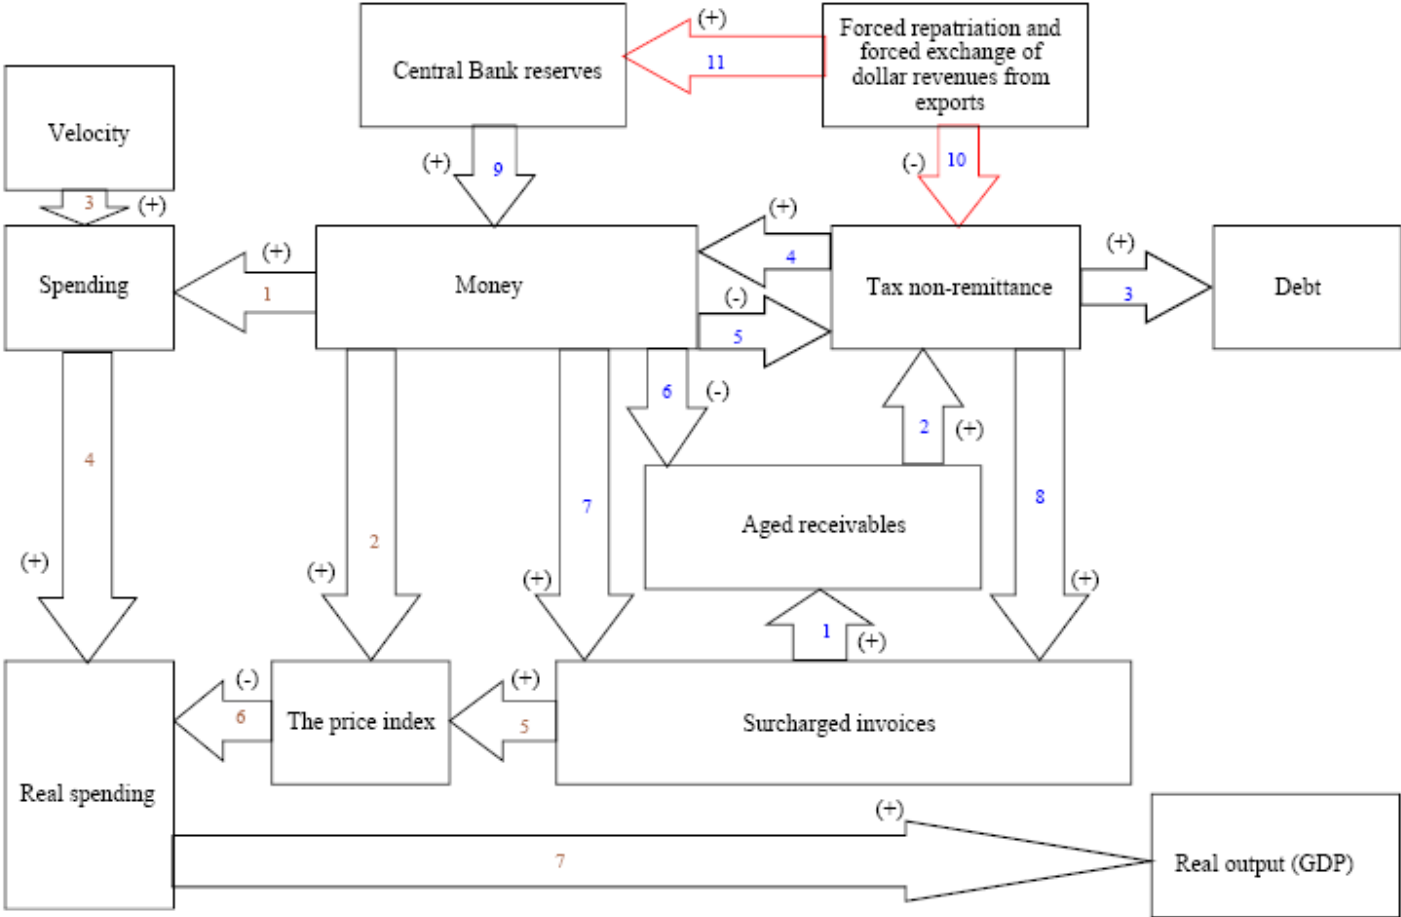 (+)
Forced repatriation and
forced exchange of
dollar revenues from
exports
Central Bank reserves
11
Velocity
(+)
9
(-)
10
3
(+)
(+)
(+)
(+)
Spending
1
Money
4
Tax non-remittance
3
Debt
(-)
5
6
(-)
2
(+)
4
2
7
Aged receivables
8
(+)
(+)
(+)
(+)
1
(+)
(-)
(+)
6
The price index
5
Surcharged invoices
Real spending
(+)
7
Real output (GDP)